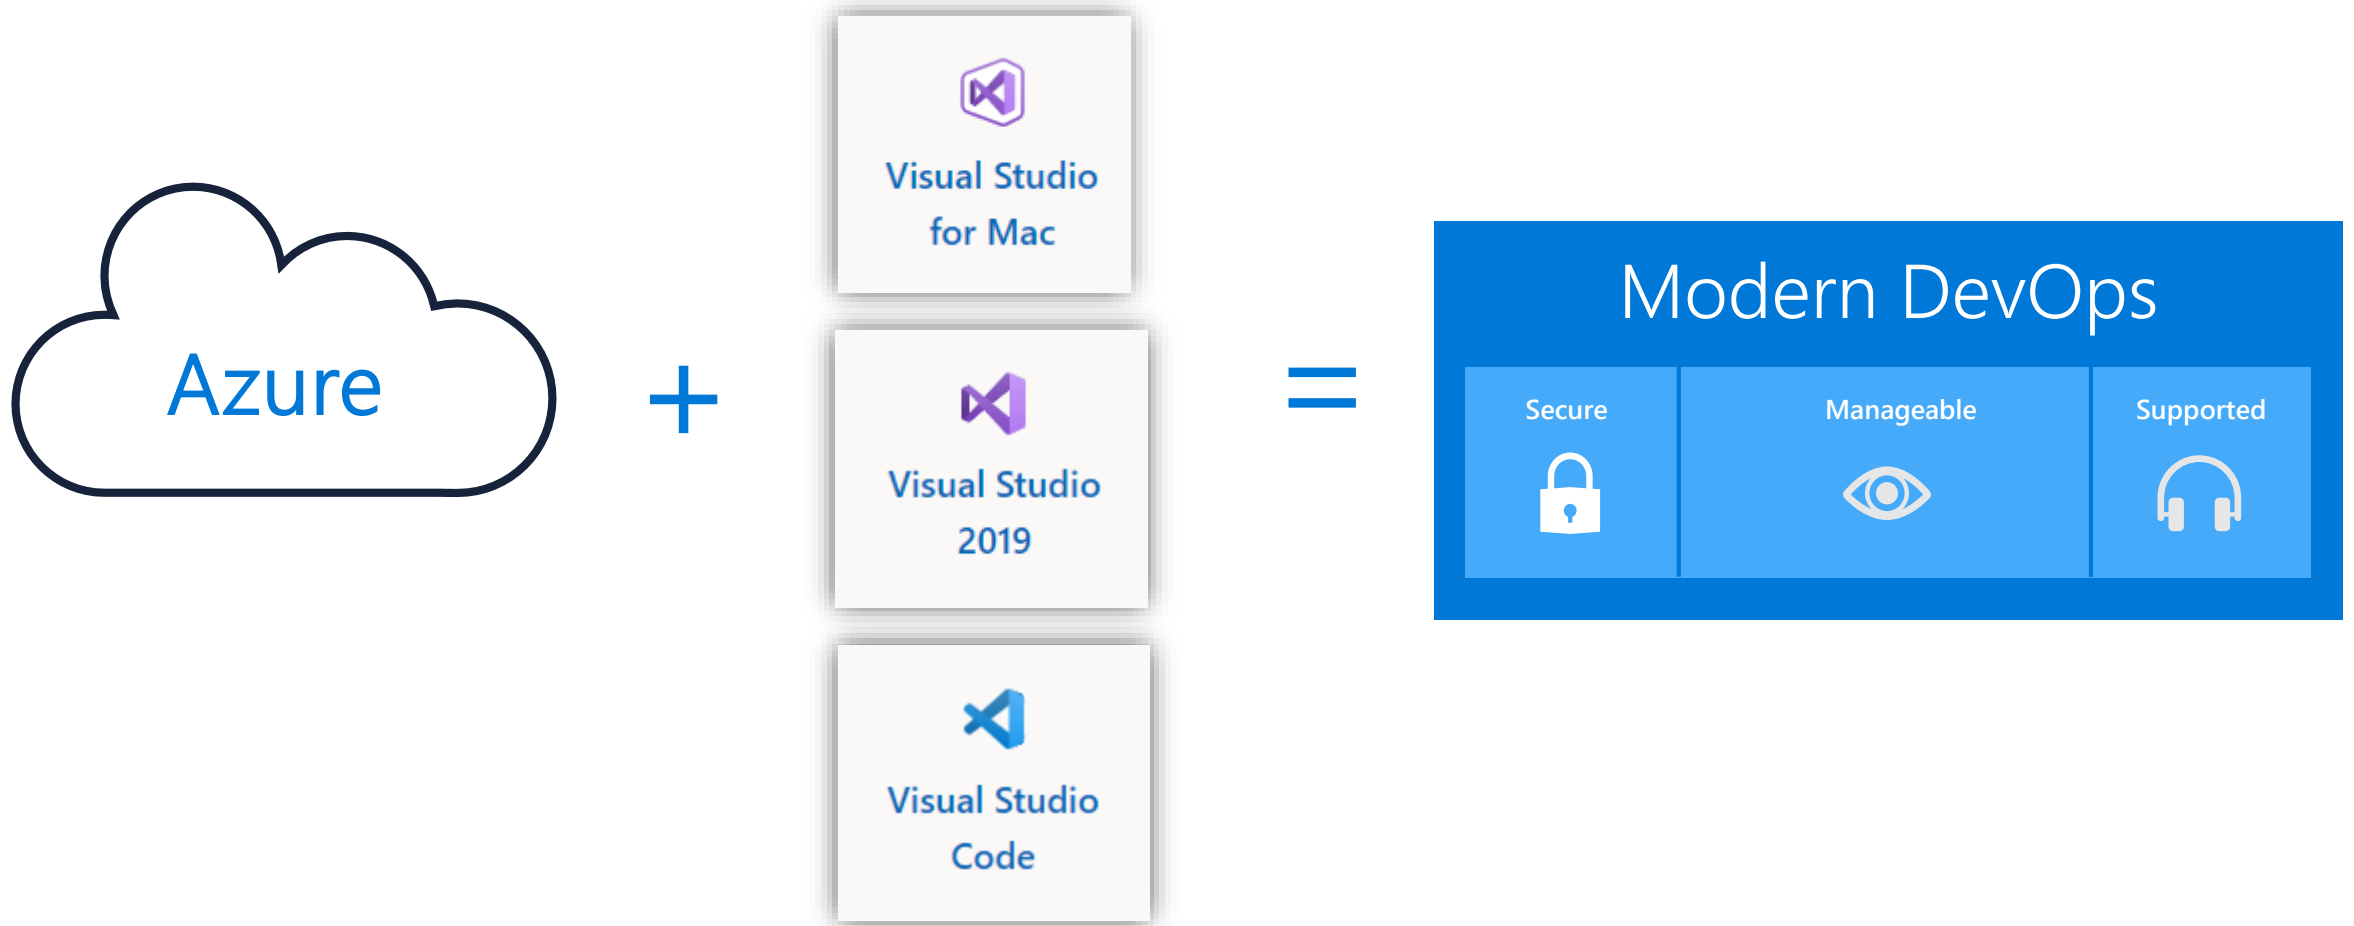 Azure
+
Visual Studio
for Mac
Visual Studio
2019
Visual Studio
Code
=
Modern DevOps
Secure
Manageable
Supported